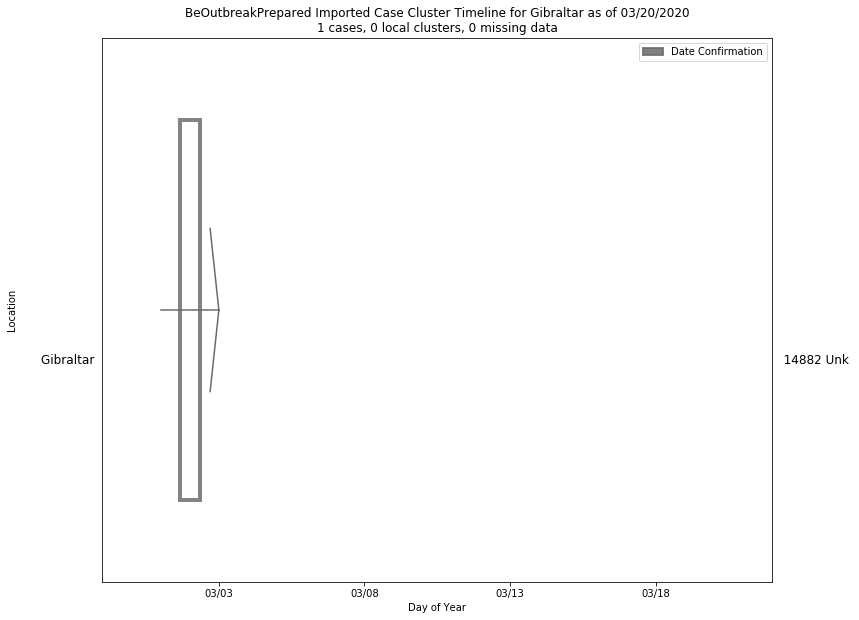 BeOutbreakPrepared Imported Case Cluster Timeline for Gibraltar as of 03/20/2020
1 cases, 0 local clusters, 0 missing data
Date Confirmation
Location
Gibraltar
14882 Unk
03/03 03/08 03/13 03/18
Day of Year